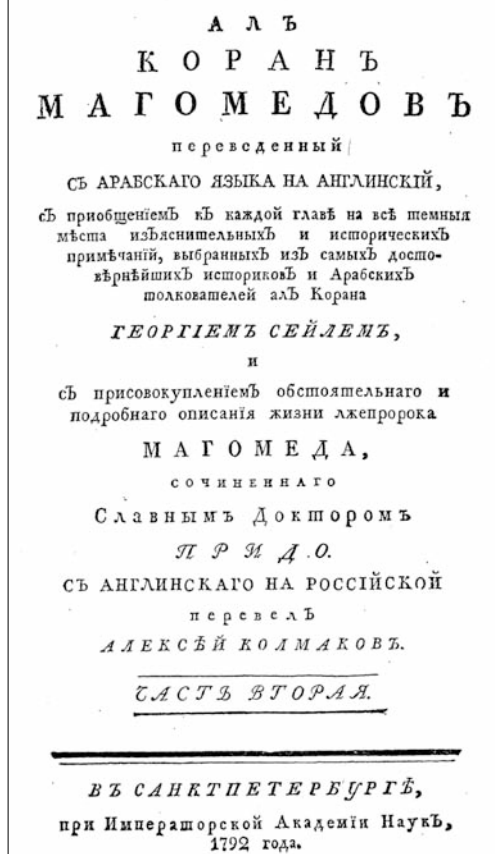 АЛЪ
КОРАНЪ
МАГОМЕДОВЪ
переведенный
съ АРАБСКАГО ЯЗЫКА НА АНГЛИНСКІЙ,
съ пріобщеніемъ къ каждой главѣ на всѣ темныя
мѣста изъяснительныхъ и историческихъ
примѣчаній, выбранныхъ изъ самыхъ досто-
вѣрнѣйшихъ историковъ и Арабскихъ
толкователей алъ Корана
ГЕОРГІЕМЪ СЕЙЛЕМЪ,
и
съ присовокупленіемъ обстоятельнаго и
подробнаго описанія жизни лжепророка
МАГОМЕДА,
сочиненнаго
Славнымъ Докторомъ
ПРИДО.
СЪ АНГЛИНСКАГО НА РОССІЙСКОЙ
перевелъ
АЛЕКСѢЙ КОЛМАКОВЪ.
ЧАСТЬ ВТОРАЯ.
ВЪ САНКТПЕТЕРБУРГѢ,
при Императорской Академіи Наукъ,
1792 года.